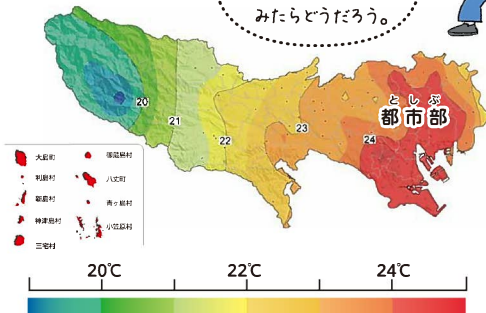 みたらどうだろう。
としぶ
都市部
20
21
22
23
24
大島町
利島村
新島村
神津島村
三宅村
御蔵島村
八丈町
青ヶ島村
小笠原村
20℃
22℃
24℃